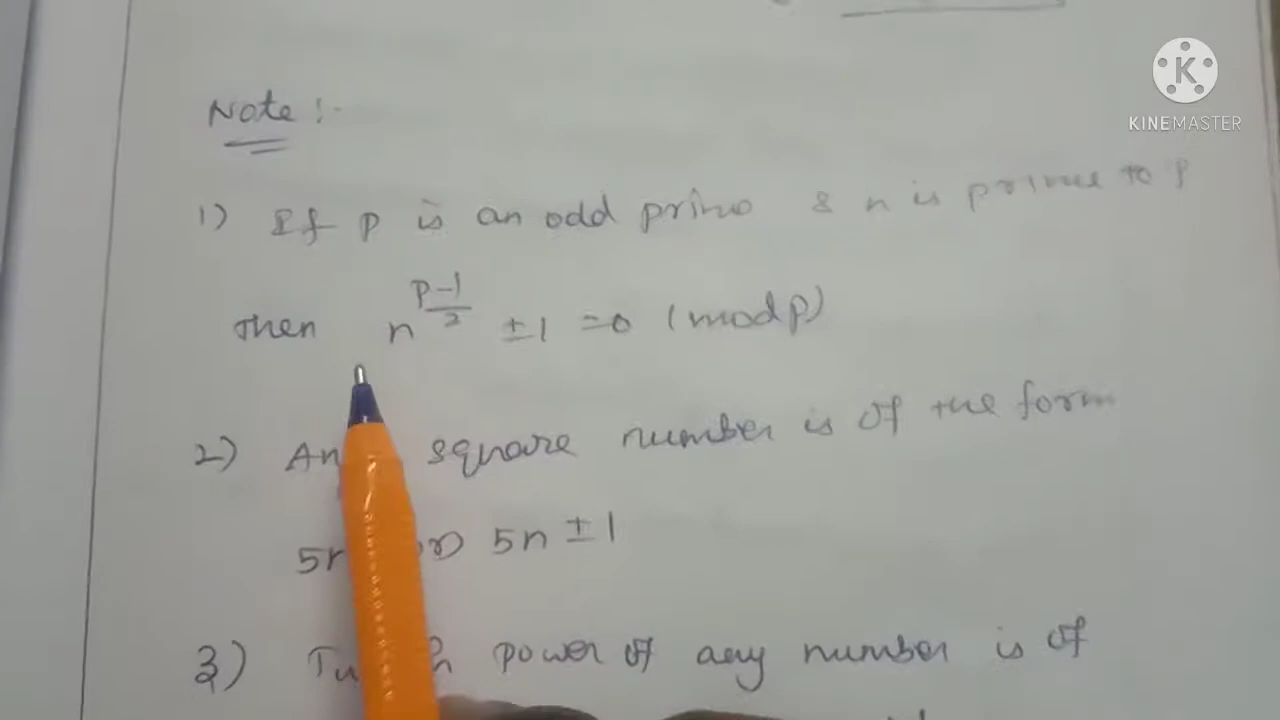 KINEMASTER
Note :-
1) If p is an odd prime & n is prime to p
then n^(p-1)/2 ± 1 = 0 (mod p)
2) square number is of the form
5n ± 1
3) power of any number is of